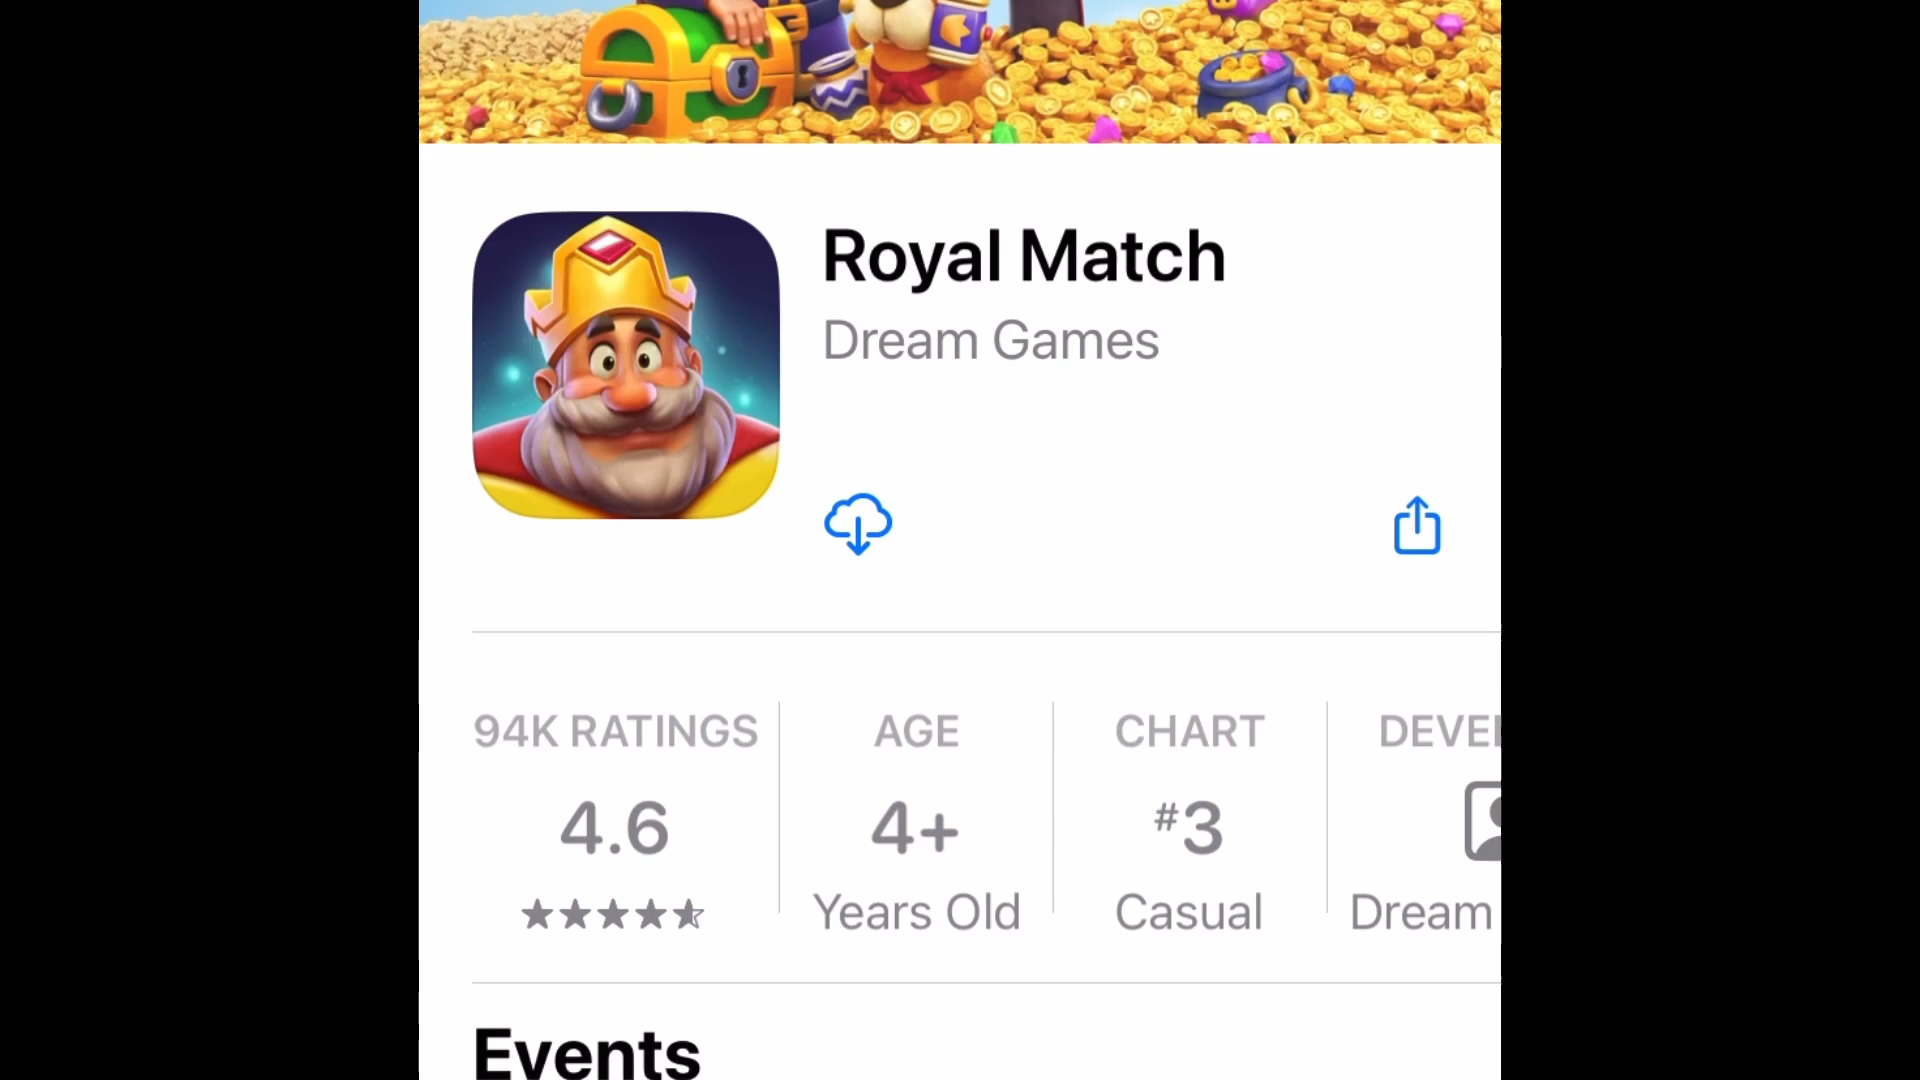 Royal Match
Dream Games
94K RATINGS
4.6
AGE
4+
Years Old
CHART
#3
Casual
Dream
Events